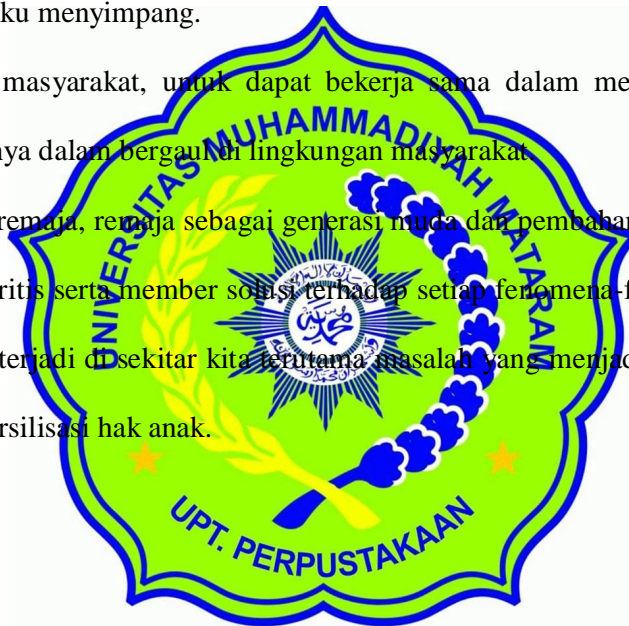 ku menyimpang.
masyarakat, untuk dapat bekerja sama dalam me
nya dalam bergaul di lingkungan masyarakat.
remaja, remaja sebagai generasi muda dan pembahar
ritis serta member solusi terhadap setiap fenomena-f
terjadi di sekitar kita terutama masalah yang menjad
rsilisasi hak anak.
UNIVERSITAS MUHAMMADIYAH MATARAM
UPT. PERPUSTAKAAN